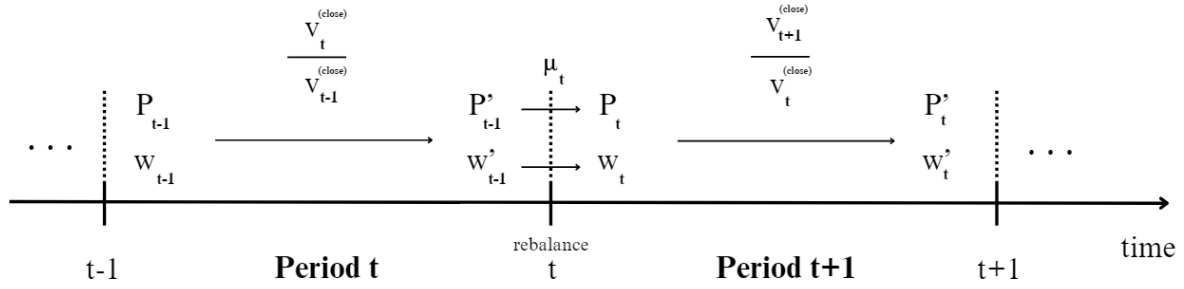 V_t^(close) / V_{t-1}^(close)
V_{t+1}^(close) / V_t^(close)
μ_t
P_{t-1} P'_{t-1} P_t P'_t
. . . . . .
w_{t-1} w'_{t-1} w_t w'_t
rebalance
time
t-1 Period t t Period t+1 t+1